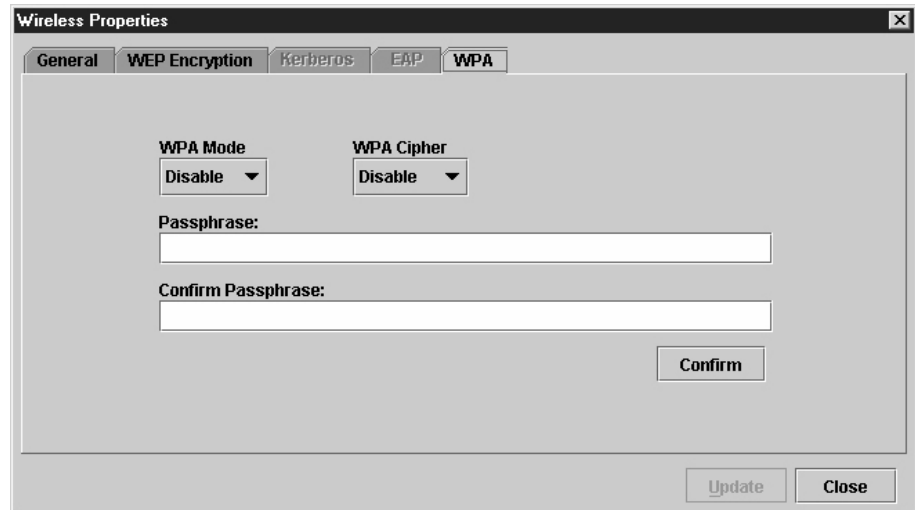 Wireless Properties
General WEP Encryption Kerberos EAP WPA
WPA Mode WPA Cipher
Disable Disable
Passphrase:
Confirm Passphrase:
Confirm
Update Close